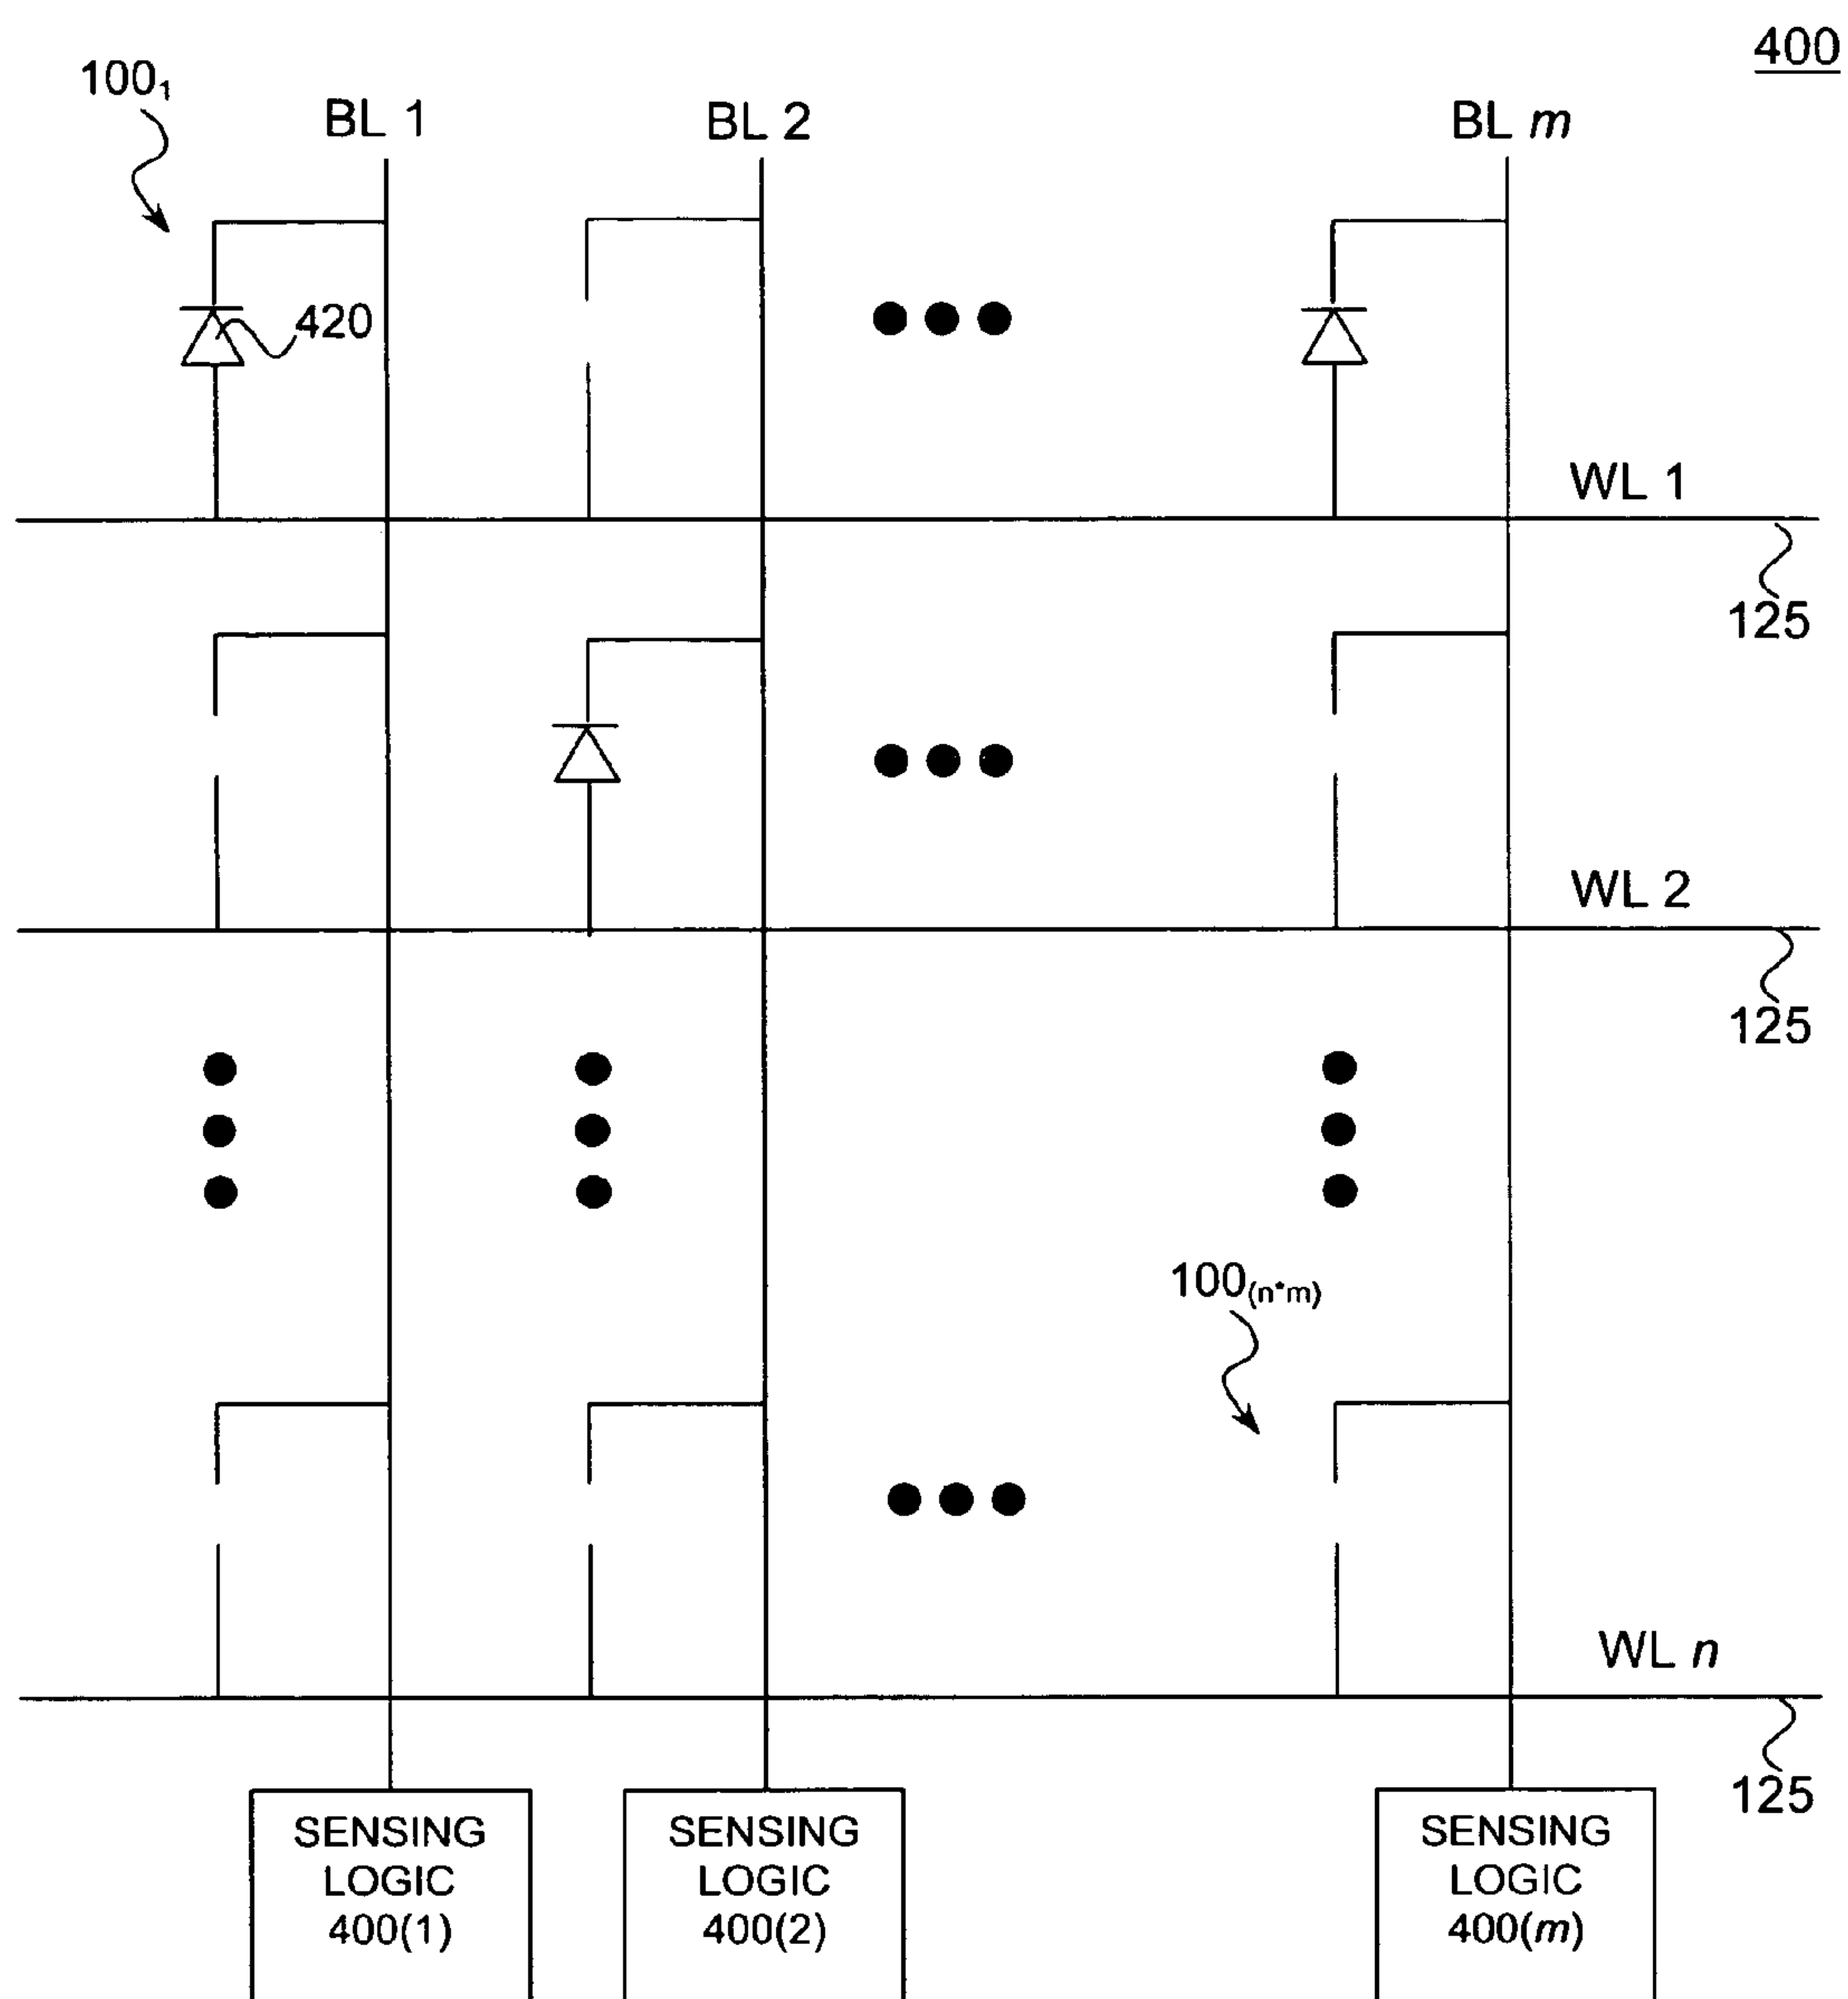 400
100₁
BL 1
BL 2
BL m
420
WL 1
125
WL 2
125
100(n*m)
WL n
125
SENSING
LOGIC
400(1)
SENSING
LOGIC
400(2)
SENSING
LOGIC
400(m)